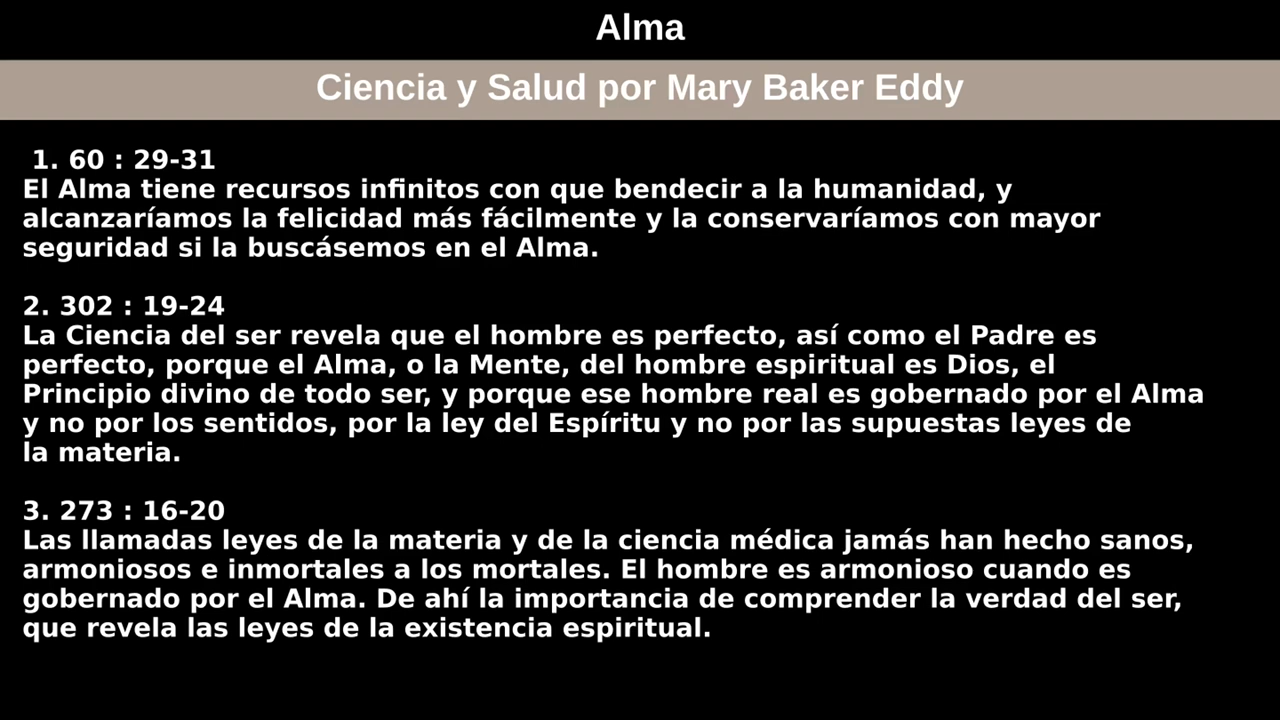 Alma
Ciencia y Salud por Mary Baker Eddy
1. 60 : 29-31
El Alma tiene recursos infinitos con que bendecir a la humanidad, y
alcanzaríamos la felicidad más fácilmente y la conservaríamos con mayor
seguridad si la buscásemos en el Alma.
2. 302 : 19-24
La Ciencia del ser revela que el hombre es perfecto, así como el Padre es
perfecto, porque el Alma, o la Mente, del hombre espiritual es Dios, el
Principio divino de todo ser, y porque ese hombre real es gobernado por el Alma
y no por los sentidos, por la ley del Espíritu y no por las supuestas leyes de
la materia.
3. 273 : 16-20
Las llamadas leyes de la materia y de la ciencia médica jamás han hecho sanos,
armoniosos e inmortales a los mortales. El hombre es armonioso cuando es
gobernado por el Alma. De ahí la importancia de comprender la verdad del ser,
que revela las leyes de la existencia espiritual.